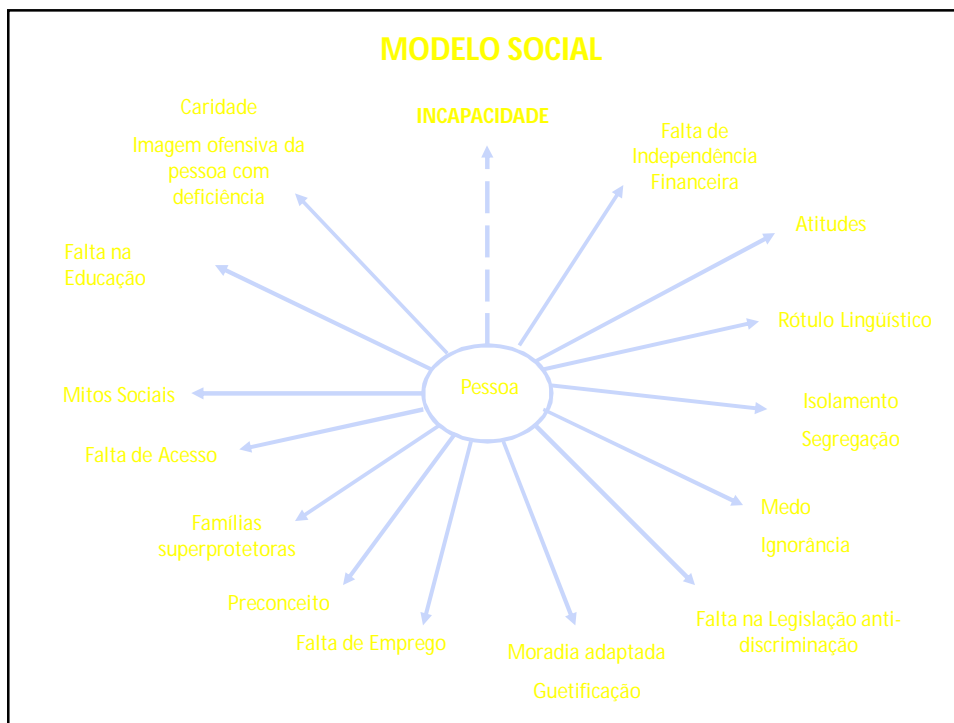 MODELO SOCIAL
Caridade
Imagem ofensiva da
pessoa com
deficiência
INCAPACIDADE
Falta de
Independência
Financeira
Atitudes
Falta na
Educação
Rótulo Lingüístico
Pessoa
Mitos Sociais
Isolamento
Segregação
Falta de Acesso
Medo
Ignorância
Famílias
superprotetoras
Preconceito
Falta de Emprego
Moradia adaptada
Guetificação
Falta na Legislação anti-
discriminação